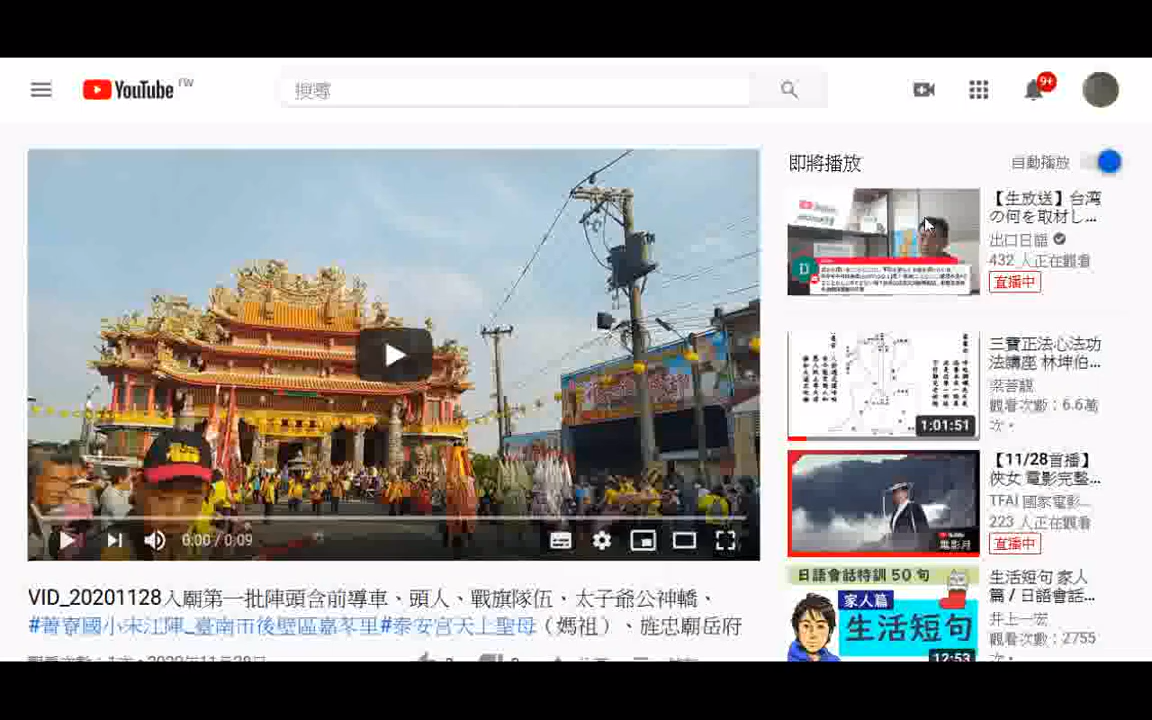 YouTube TW
搜尋
9+
0:00 / 0:09
VID_20201128入廟第一批陣頭含前導車、頭人、戰旗隊伍，太子爺公神轎、
#菁寮國小宋江陣_臺南市後壁區嘉苳里#泰安宮天上聖母（媽祖）、旌忠廟岳府
即將播放
自動播放
【生放送】台湾
の何を取材し...
出口日語
432 人正在觀看
直播中
1:01:51
三寶正法心法功
法講座 林坤伯...
梁菩馥
觀看次數：6.6萬
次・
電影月
【11/28首播】
俠女 電影完整...
TFAI 國家電影...
223 人正在觀看
直播中
日語會話特訓 50 句
家人篇
生活短句
12:53
生活短句 家人
篇 / 日語會話...
井上一宏
觀看次數：2755